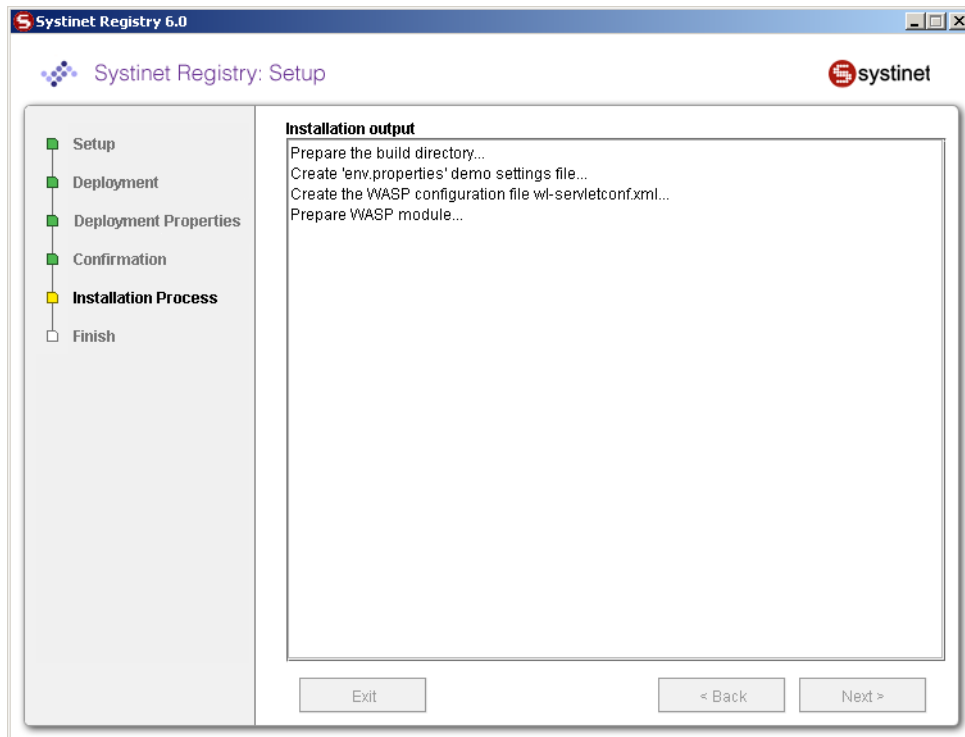 Systinet Registry 6.0
Systinet Registry: Setup
systinet
Setup
Deployment
Deployment Properties
Confirmation
Installation Process
Finish
Installation output
Prepare the build directory...
Create 'env.properties' demo settings file...
Create the WASP configuration file wl-servletconf.xml...
Prepare WASP module...
Exit
< Back
Next >